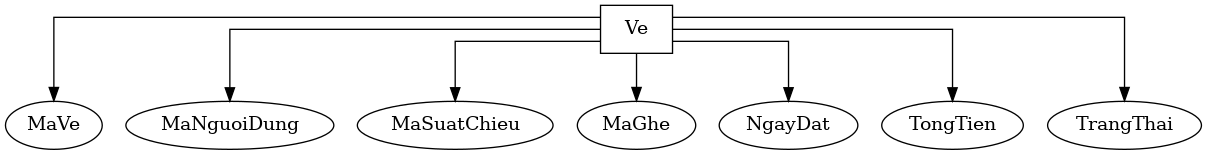 Ve
MaVe
MaNguoiDung
MaSuatChieu
MaGhe
NgayDat
TongTien
TrangThai